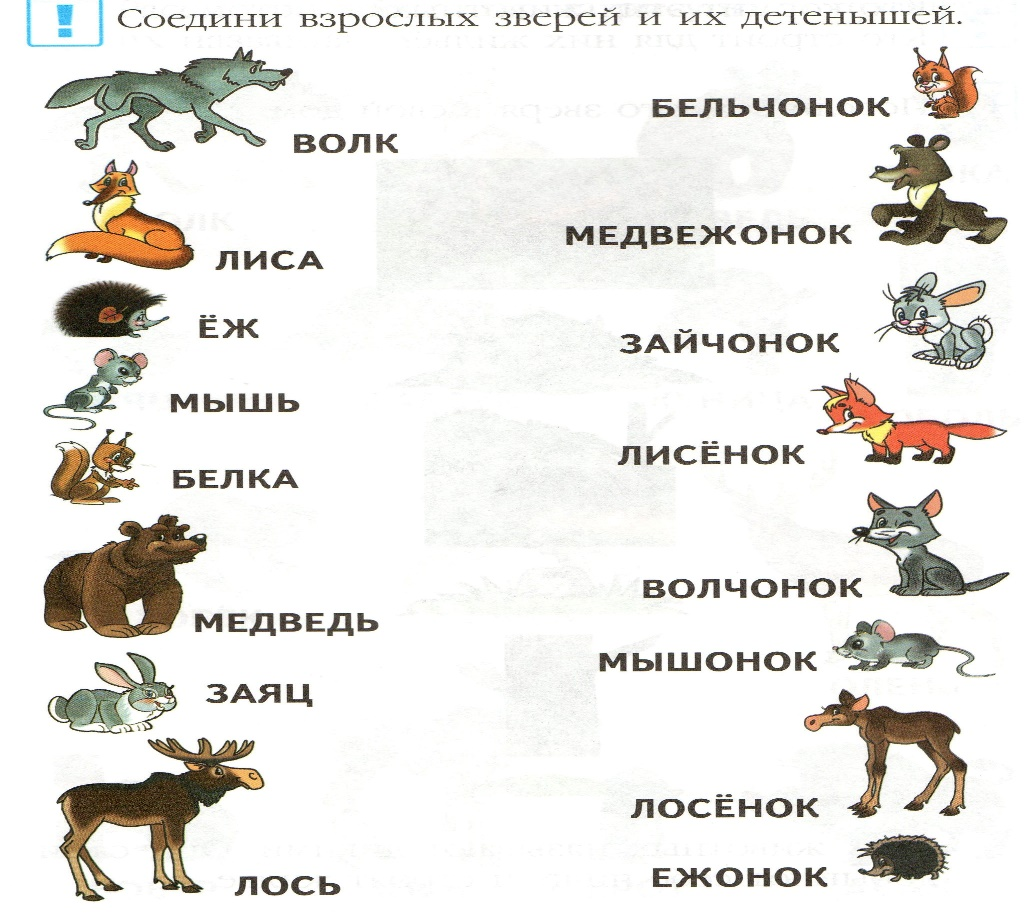 ! Соедини взрослых зверей и их детенышей.
БЕЛЬЧОНОК
ВОЛК
МЕДВЕЖОНОК
ЛИСА
ЁЖ
ЗАЙЧОНОК
МЫШЬ
ЛИСЁНОК
БЕЛКА
ВОЛЧОНОК
МЕДВЕДЬ
МЫШОНОК
ЗАЯЦ
ЛОСЁНОК
ЕЖОНОК
ЛОСЬ